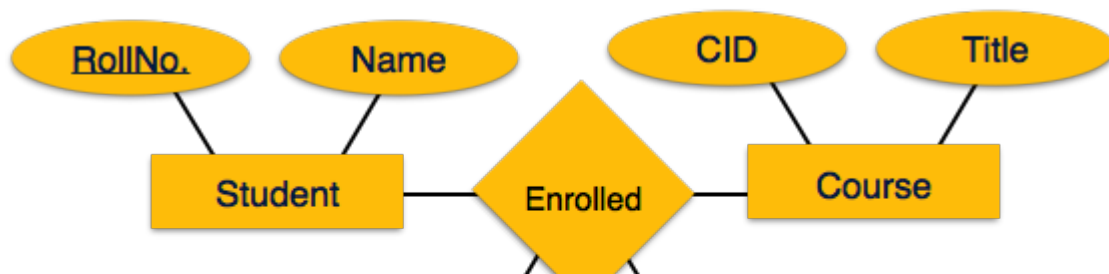 RollNo.
Name
CID
Title
Student
Enrolled
Course